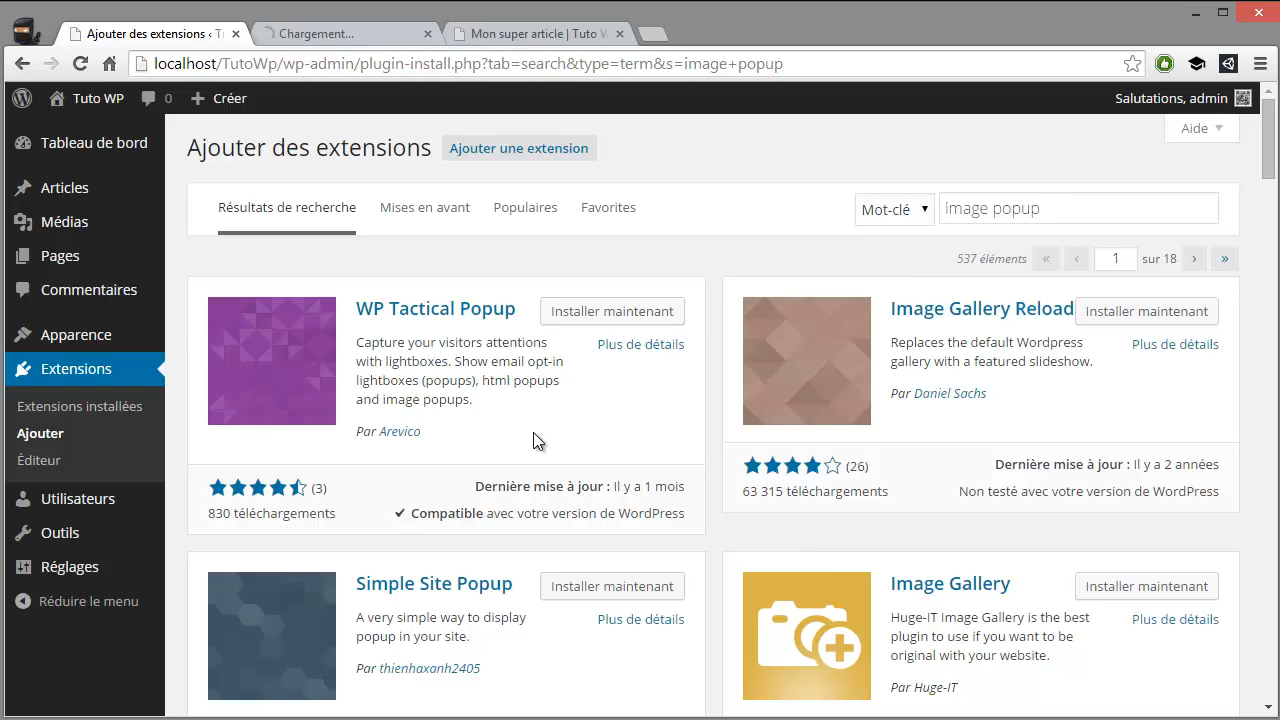 Ajouter des extensions ‹ T
Chargement...
Mon super article | Tuto W
localhost/TutoWp/wp-admin/plugin-install.php?tab=search&type=term&s=image+popup
Tuto WP
0
Créer
Salutations, admin
Tableau de bord
Articles
Médias
Pages
Commentaires
Apparence
Extensions
Extensions installées
Ajouter
Éditeur
Utilisateurs
Outils
Réglages
Réduire le menu
Aide
Ajouter des extensions
Ajouter une extension
Résultats de recherche
Mises en avant
Populaires
Favorites
Mot-clé
image popup
537 éléments
«
‹
1
sur 18
›
»
WP Tactical Popup
Installer maintenant
Plus de détails
Capture your visitors attentions
with lightboxes. Show email opt-in
lightboxes (popups), html popups
and image popups.
Par Arevico
(3)
830 téléchargements
Dernière mise à jour : Il y a 1 mois
✔ Compatible avec votre version de WordPress
Image Gallery Reload
Installer maintenant
Plus de détails
Replaces the default Wordpress
gallery with a featured slideshow.
Par Daniel Sachs
(26)
63 315 téléchargements
Dernière mise à jour : Il y a 2 années
Non testé avec votre version de WordPress
Simple Site Popup
Installer maintenant
Plus de détails
A very simple way to display
popup in your site.
Par thienhaxanh2405
Image Gallery
Installer maintenant
Plus de détails
Huge-IT Image Gallery is the best
plugin to use if you want to be
original with your website.
Par Huge-IT